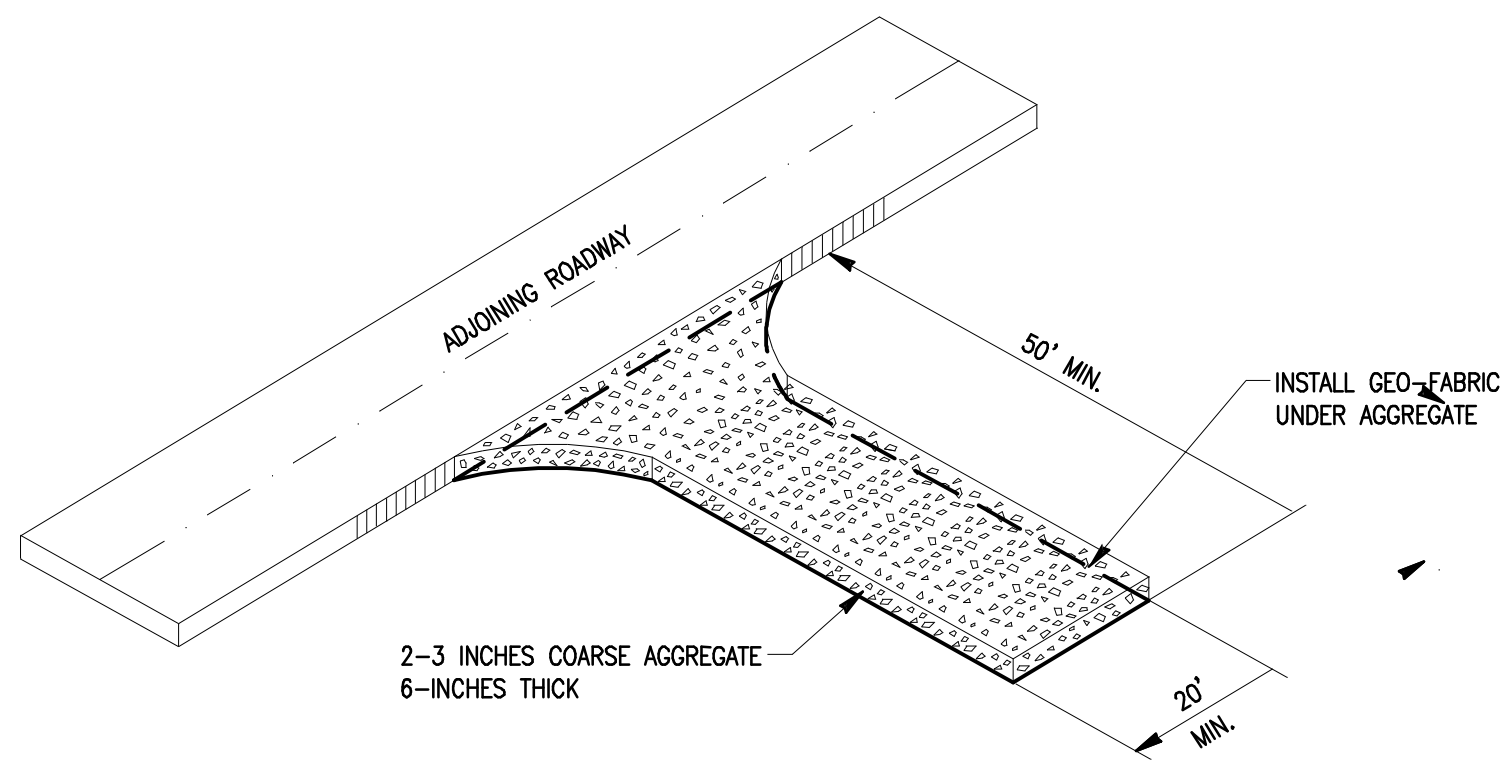 ADJOINING ROADWAY
50' MIN.
INSTALL GEO-FABRIC
UNDER AGGREGATE
2-3 INCHES COARSE AGGREGATE
6-INCHES THICK
20'
MIN.